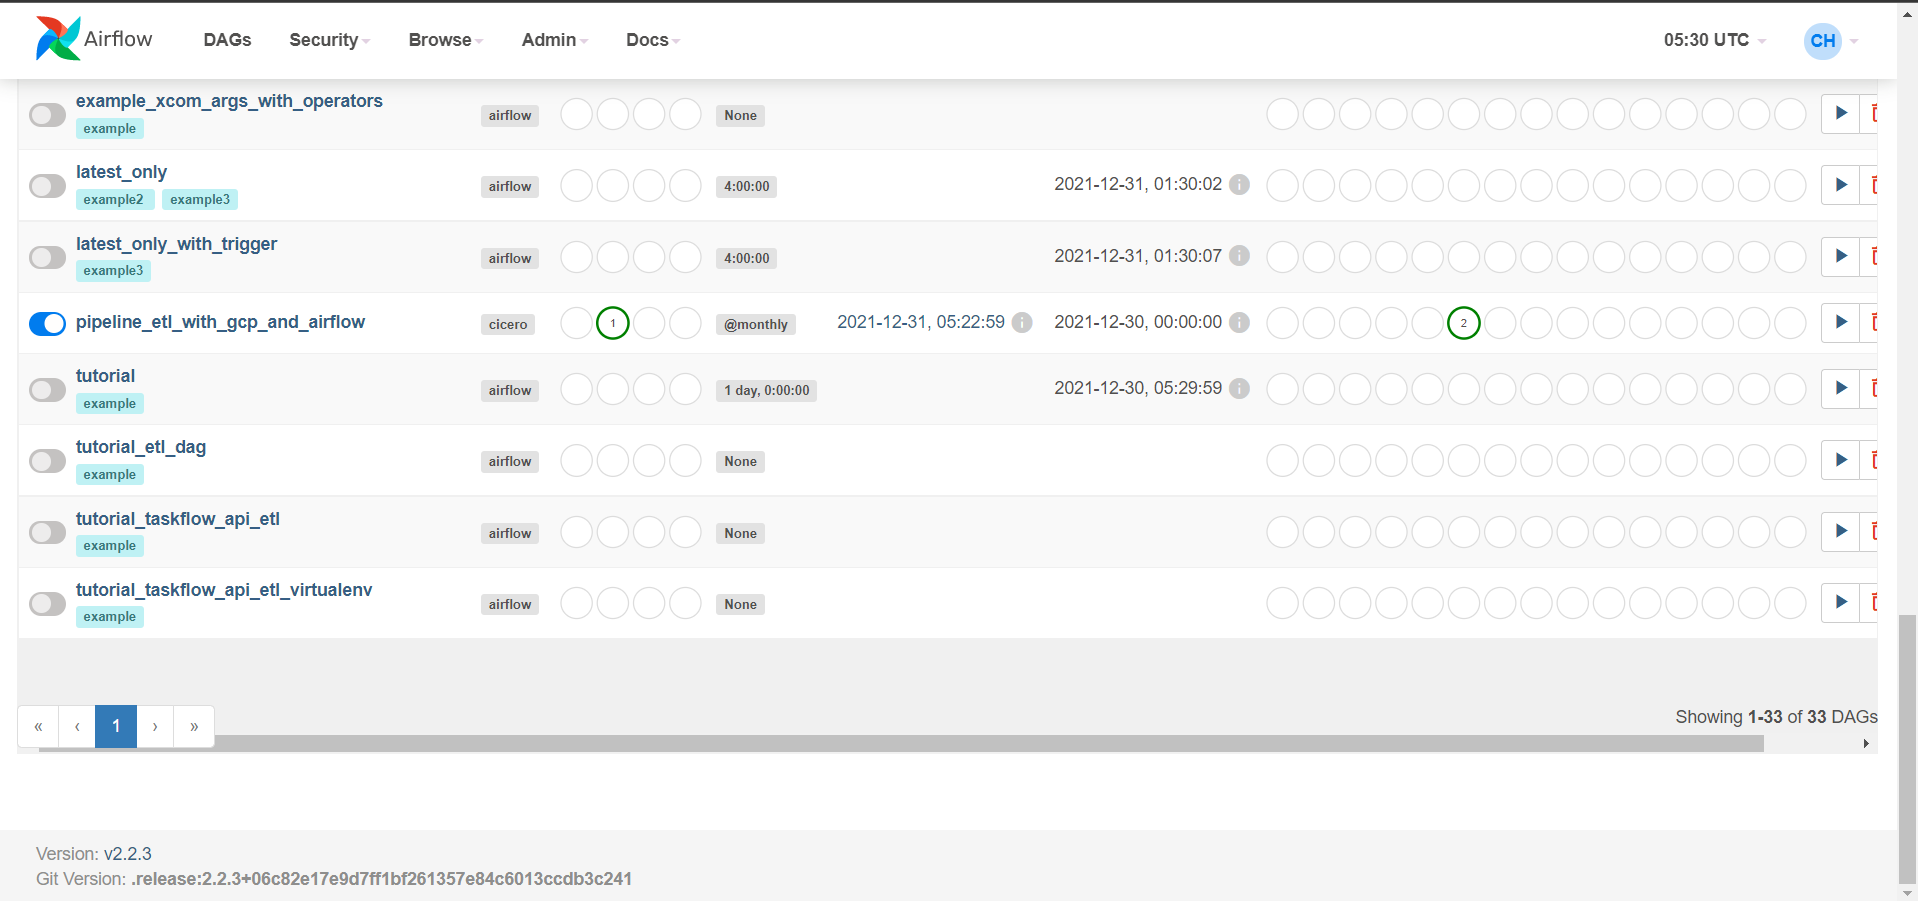 Airflow DAGs Security Browse Admin Docs 05:30 UTC CH
example_xcom_args_with_operators
example airflow None
latest_only
example2 example3 airflow 4:00:00 2021-12-31, 01:30:02
latest_only_with_trigger
example3 airflow 4:00:00 2021-12-31, 01:30:07
pipeline_etl_with_gcp_and_airflow cicero 1 @monthly 2021-12-31, 05:22:59 2021-12-30, 00:00:00 2
tutorial
example airflow 1 day, 0:00:00 2021-12-30, 05:29:59
tutorial_etl_dag
example airflow None
tutorial_taskflow_api_etl
example airflow None
tutorial_taskflow_api_etl_virtualenv
example airflow None
« ‹ 1 › »
Showing 1-33 of 33 DAGs
Version: v2.2.3
Git Version: .release:2.2.3+06c82e17e9d7ff1bf261357e84c6013ccdb3c241